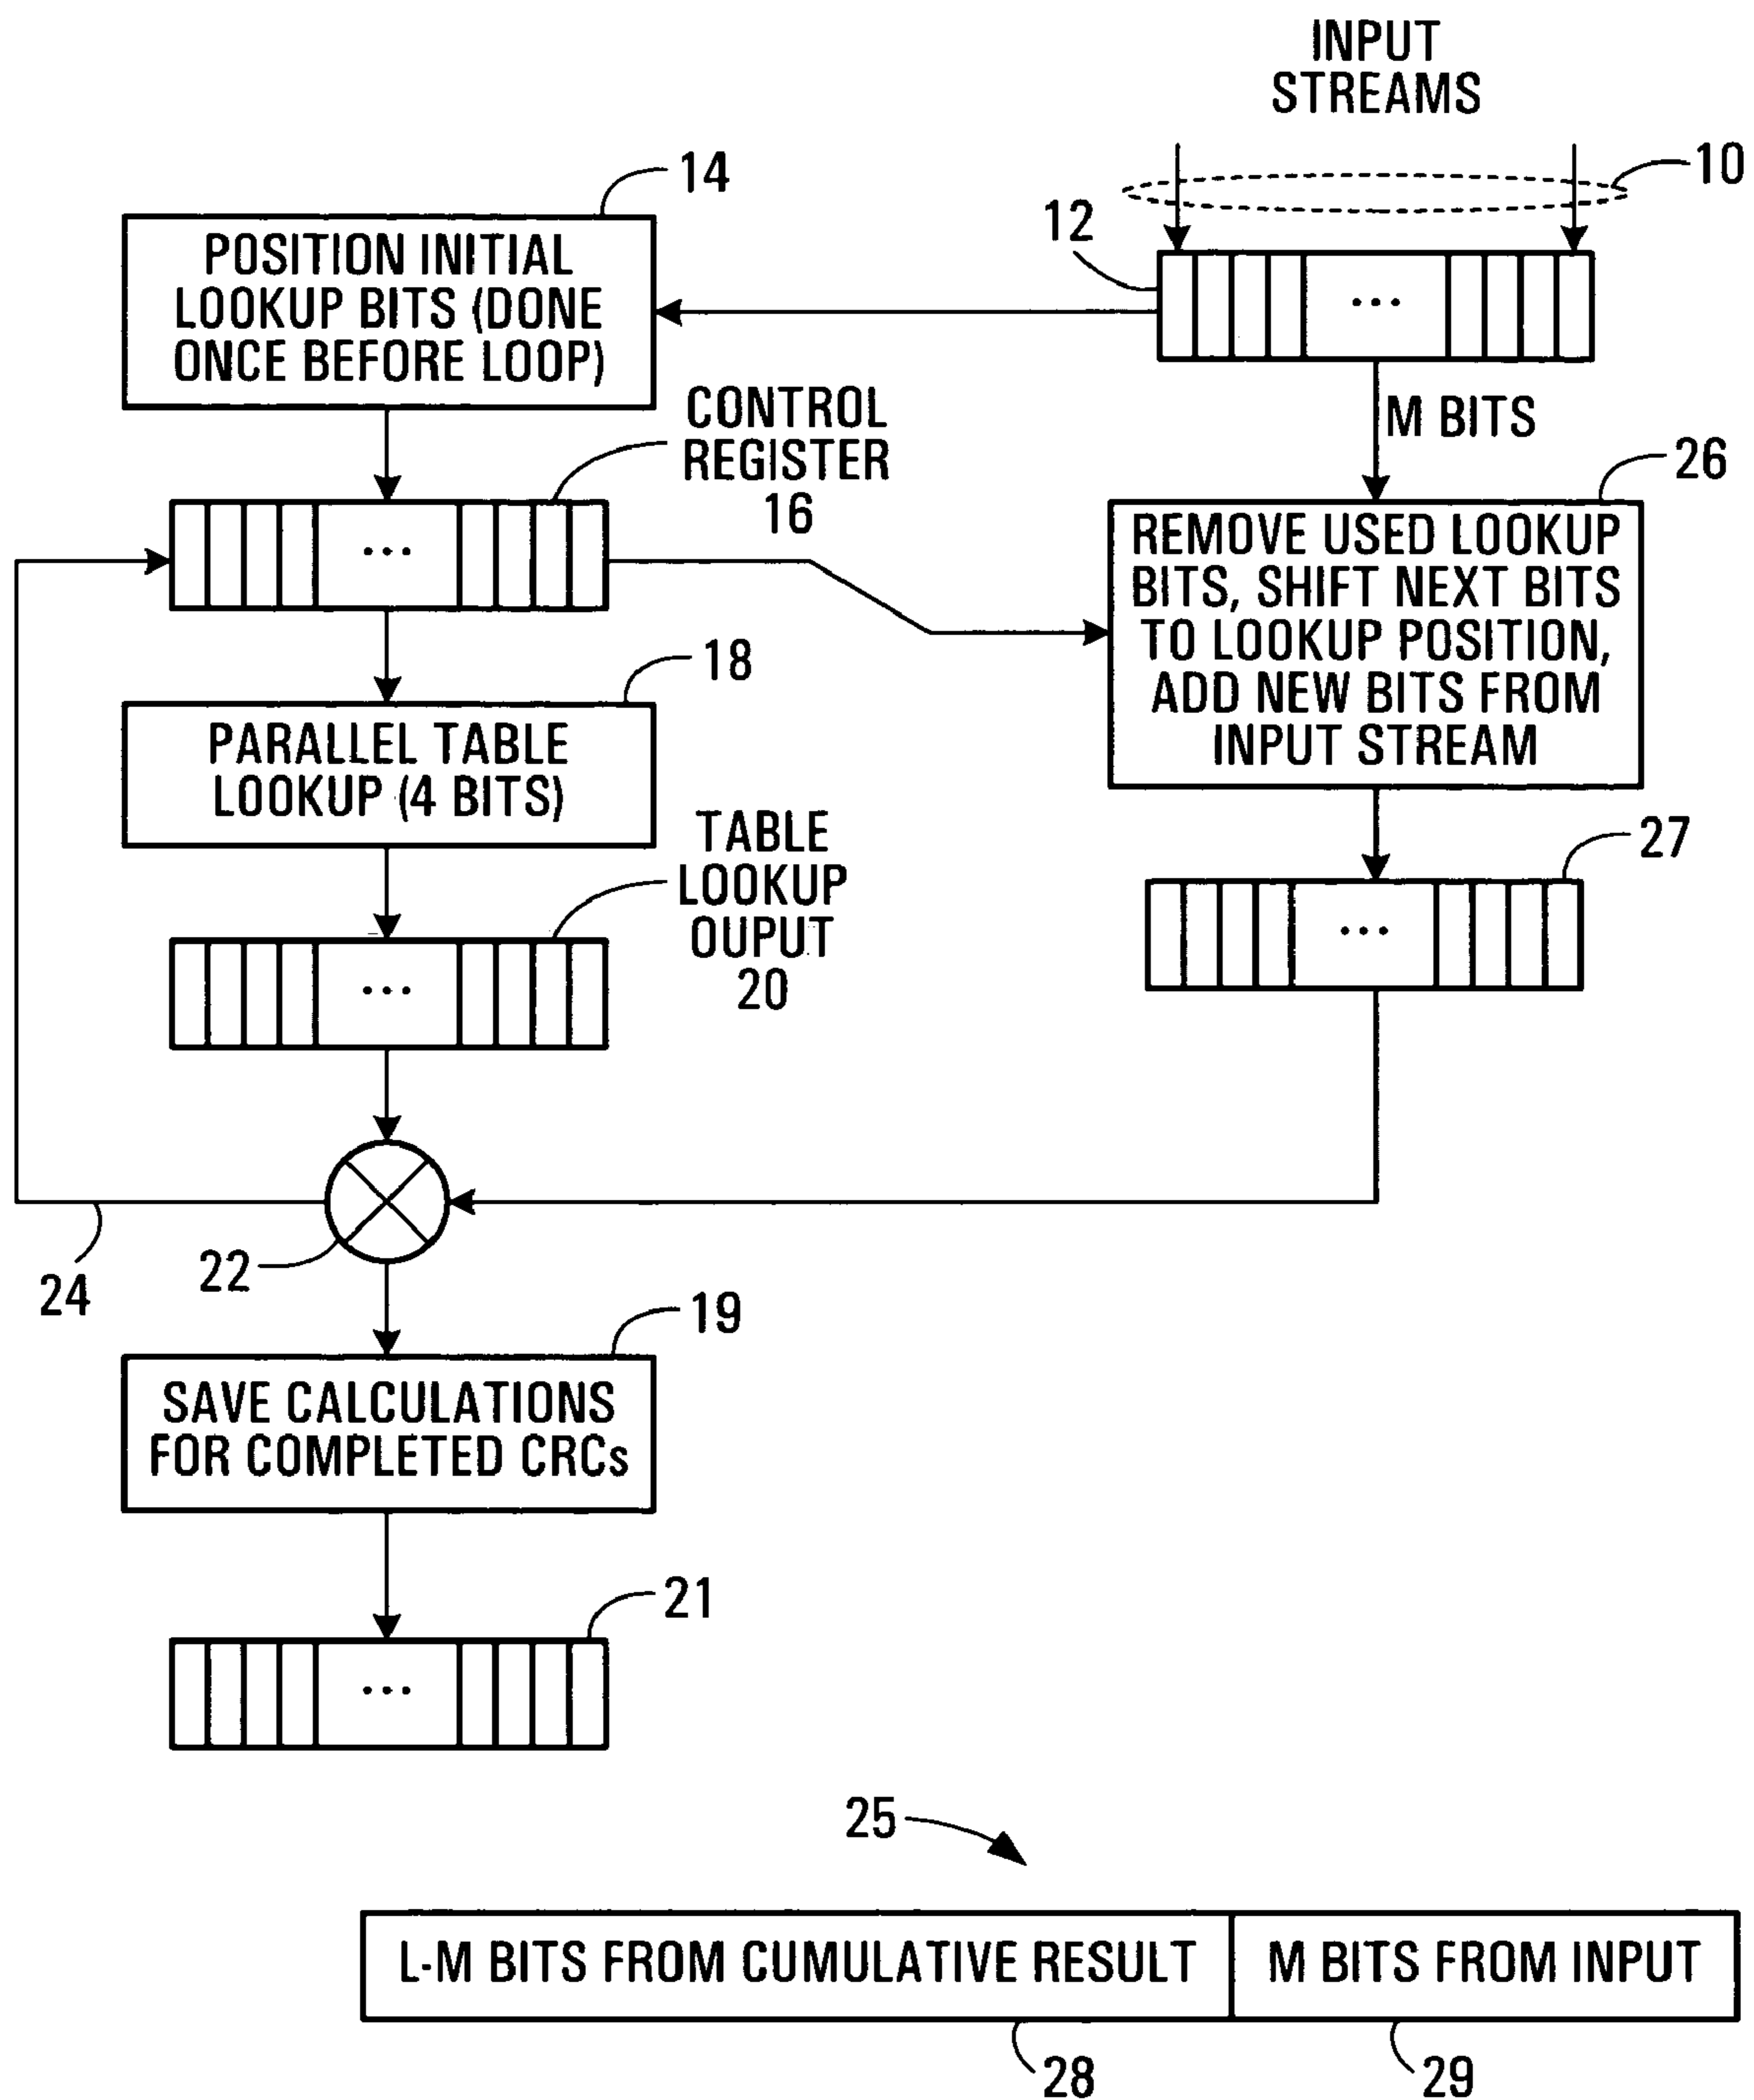 INPUT
STREAMS
10
12
14
POSITION INITIAL
LOOKUP BITS (DONE
ONCE BEFORE LOOP)
CONTROL
REGISTER
16
M BITS
26
REMOVE USED LOOKUP
BITS, SHIFT NEXT BITS
TO LOOKUP POSITION,
ADD NEW BITS FROM
INPUT STREAM
18
PARALLEL TABLE
LOOKUP (4 BITS)
TABLE
LOOKUP
OUPUT
20
27
22
24
19
SAVE CALCULATIONS
FOR COMPLETED CRCs
21
25
L-M BITS FROM CUMULATIVE RESULT
M BITS FROM INPUT
28
29